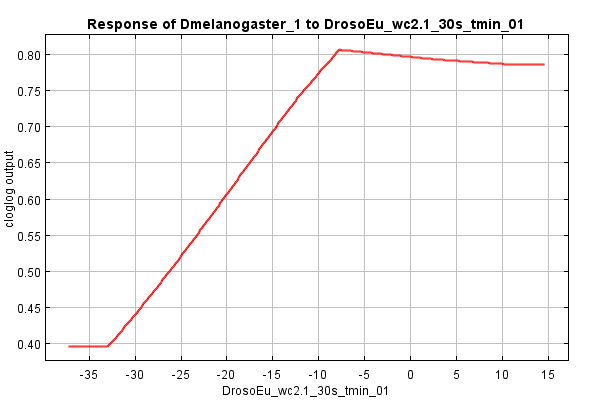 Response of Dmelanogaster_1 to DrosoEu_wc2.1_30s_tmin_01
cloglog output
0.80
0.75
0.70
0.65
0.60
0.55
0.50
0.45
0.40
-35 -30 -25 -20 -15 -10 -5 0 5 10 15
DrosoEu_wc2.1_30s_tmin_01